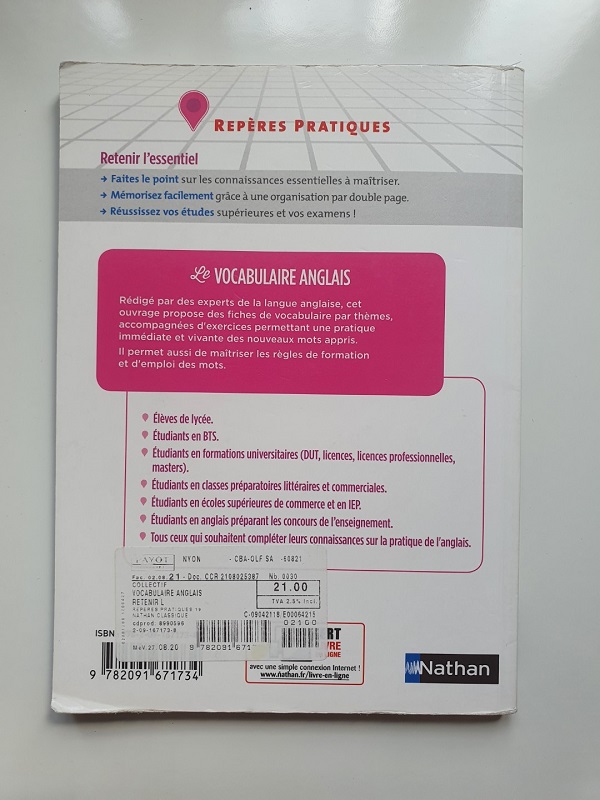 REPÈRES PRATIQUES
Retenir l'essentiel
→ Faites le point sur les connaissances essentielles à maîtriser.
→ Mémorisez facilement grâce à une organisation par double page.
→ Réussissez vos études supérieures et vos examens !
Le VOCABULAIRE ANGLAIS
Rédigé par des experts de la langue anglaise, cet
ouvrage propose des fiches de vocabulaire par thèmes,
accompagnées d'exercices permettant une pratique
immédiate et vivante des nouveaux mots appris.
Il permet aussi de maîtriser les règles de formation
et d'emploi des mots.
Élèves de lycée.
Étudiants en BTS.
Étudiants en formations universitaires (DUT, licences, licences professionnelles,
masters).
Étudiants en classes préparatoires littéraires et commerciales.
Étudiants en écoles supérieures de commerce et en IEP.
Étudiants en anglais préparant les concours de l'enseignement.
Tous ceux qui souhaitent compléter leurs connaissances sur la pratique de l'anglais.
PAYOT NYON - CBA-OLF SA -60821
Fac. 02.08.21 - Doc. CCR 2108025387 Nb. 0030
COLLECTIF
VOCABULAIRE ANGLAIS
RETENIR L
REPERES PRATIQUES
NATHAN CLASSIQUE
21.00
TVA 2.5% Incl.
C-09042118 E00064215
02100
cdprod. 8990596
2-09-167173-8
MeV. 27.08.20 9 782091 671
ISBN
9 782091 671734
RT
VRE
LIGNE
avec une simple connexion Internet !
www.nathan.fr/livre-en-ligne
Nathan